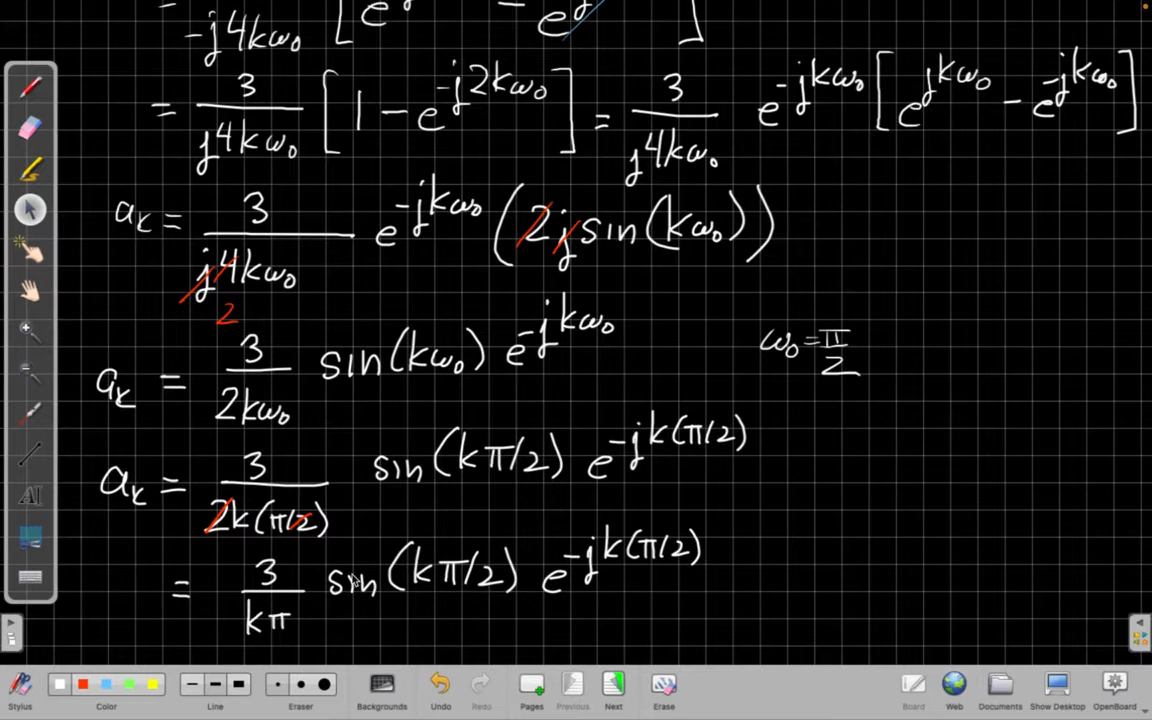 -j4kω₀ [e^j - e^j ]
= 3/(j4kω₀) [1 - e^(-j2kω₀)] = 3/(j4kω₀) e^(-jkω₀) [e^(jkω₀) - e^(-jkω₀)]
a_k = 3/(j4kω₀) e^(-jkω₀) (2j sin(kω₀))
2
a_k = 3/(2kω₀) sin(kω₀) e^(-jkω₀)
ω₀ = π/2
a_k = 3/(2k(π/2)) sin(kπ/2) e^(-jk(π/2))
= 3/(kπ) sin(kπ/2) e^(-jk(π/2))
AI
Stylus Color Line Eraser Backgrounds Undo Redo Pages Previous Next Erase Board Web Documents Show Desktop OpenBoard